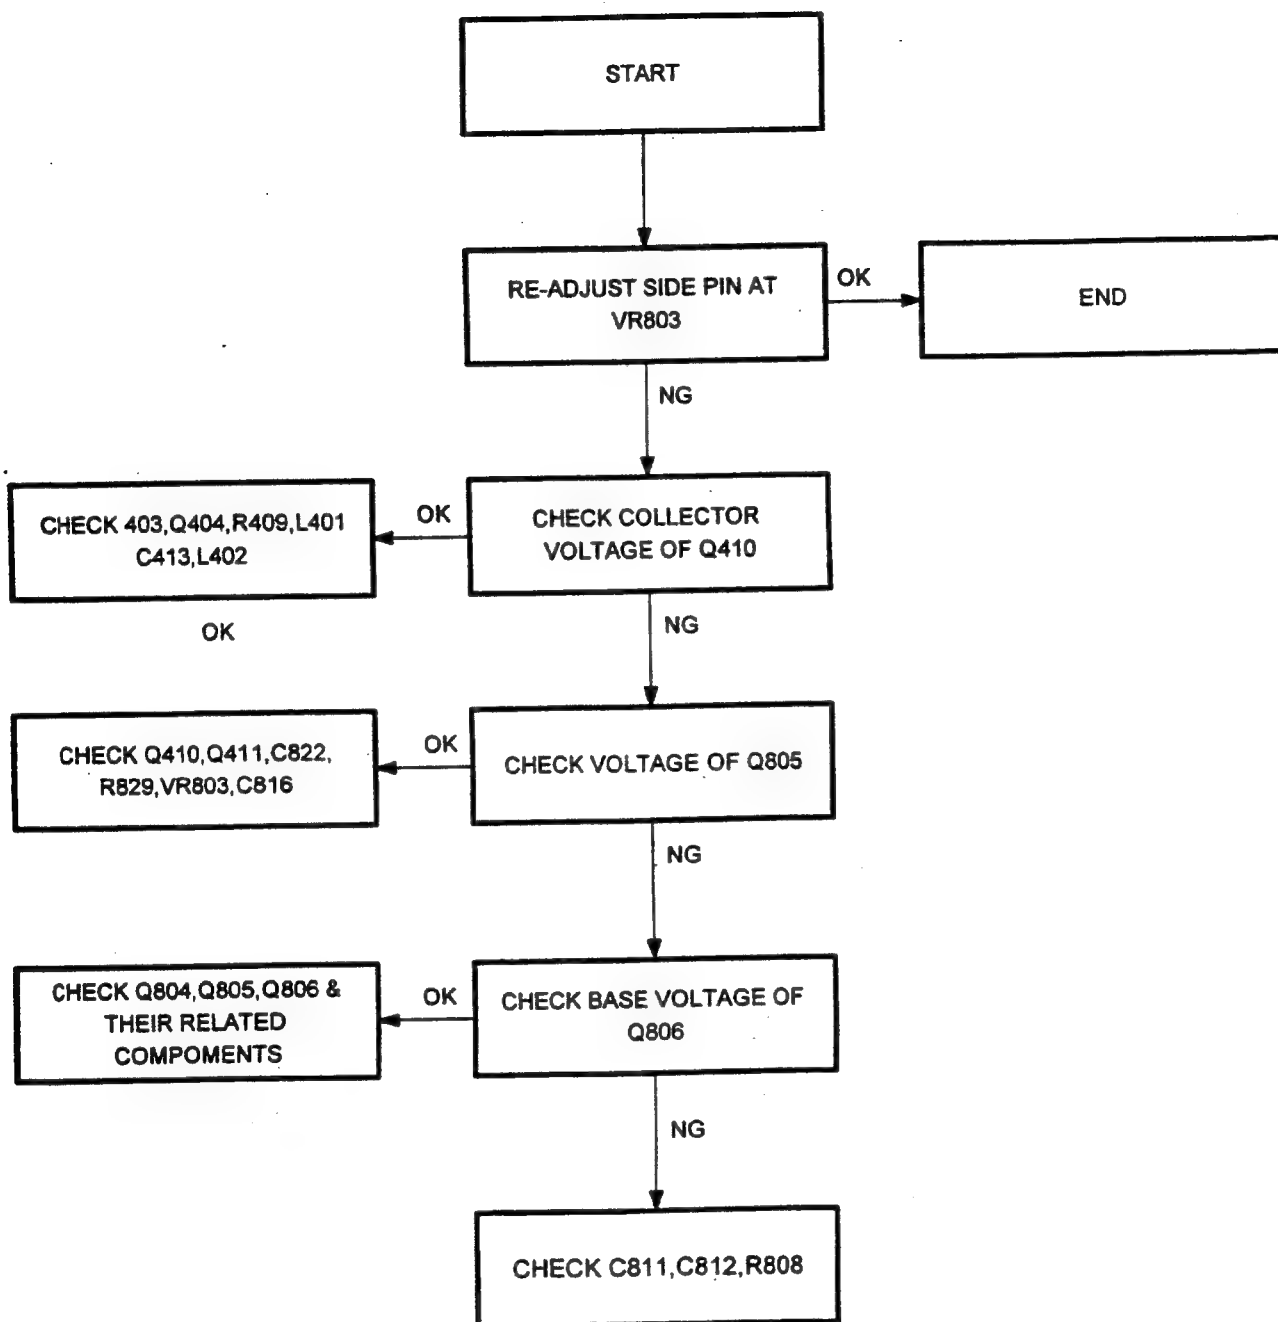 START
RE-ADJUST SIDE PIN AT
VR803
OK
END
NG
CHECK 403,Q404,R409,L401
C413,L402
OK
CHECK COLLECTOR
VOLTAGE OF Q410
OK
NG
CHECK Q410,Q411,C822,
R829,VR803,C816
OK
CHECK VOLTAGE OF Q805
NG
CHECK Q804,Q805,Q806 &
THEIR RELATED
COMPOMENTS
OK
CHECK BASE VOLTAGE OF
Q806
NG
CHECK C811,C812,R808